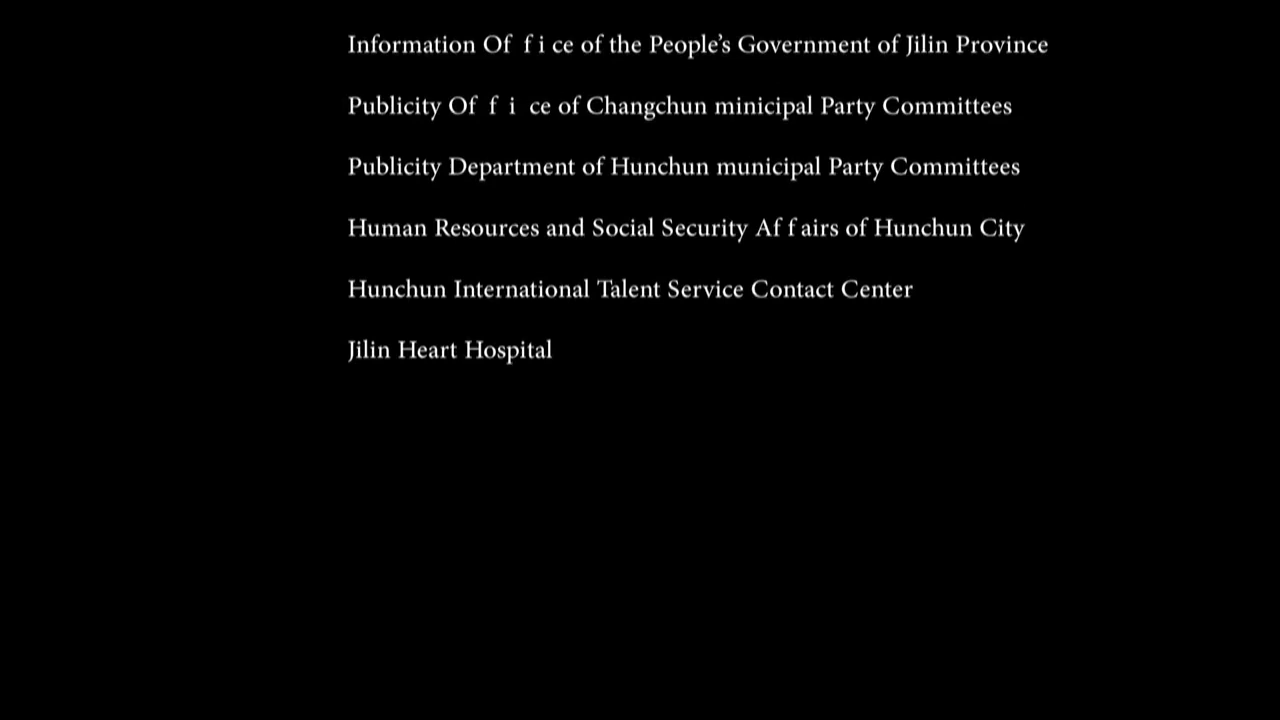 Information Of f i ce of the People’s Government of Jilin Province
Publicity Of f i ce of Changchun minicipal Party Committees
Publicity Department of Hunchun municipal Party Committees
Human Resources and Social Security Af f airs of Hunchun City
Hunchun International Talent Service Contact Center
Jilin Heart Hospital